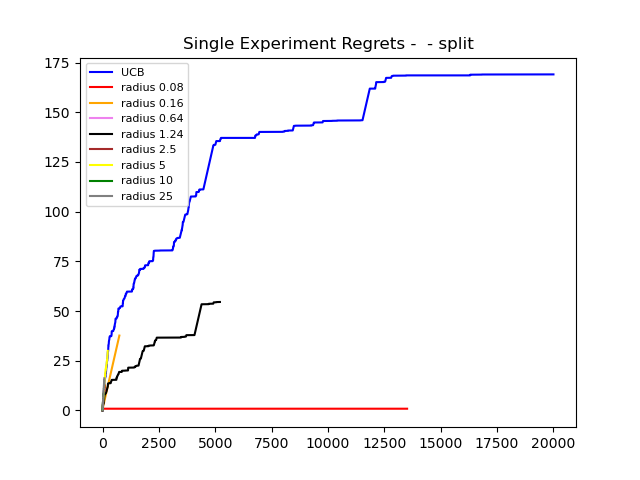 Single Experiment Regrets -  - split
175
150
125
100
75
50
25
0
UCB
radius 0.08
radius 0.16
radius 0.64
radius 1.24
radius 2.5
radius 5
radius 10
radius 25
0 2500 5000 7500 10000 12500 15000 17500 20000